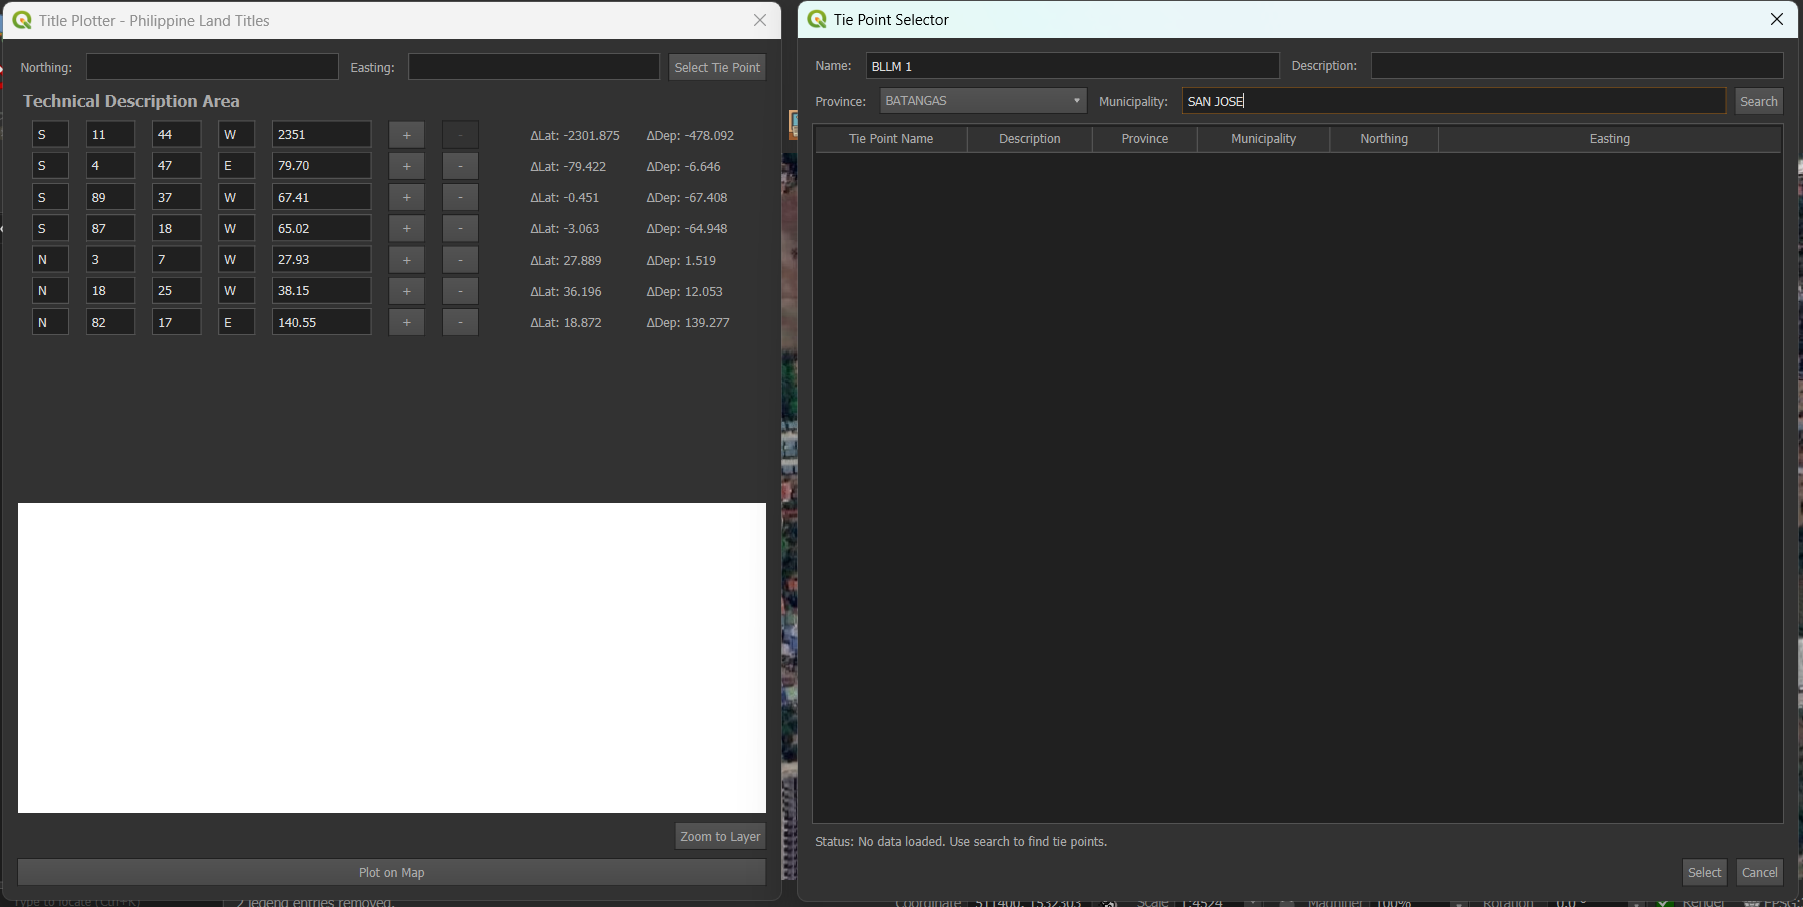 Title Plotter - Philippine Land Titles
Northing: Easting: Select Tie Point
Technical Description Area
S 11 44 W 2351 + - ΔLat: -2301.875 ΔDep: -478.092
S 4 47 E 79.70 + - ΔLat: -79.422 ΔDep: -6.646
S 89 37 W 67.41 + - ΔLat: -0.451 ΔDep: -67.408
S 87 18 W 65.02 + - ΔLat: -3.063 ΔDep: -64.948
N 3 7 W 27.93 + - ΔLat: 27.889 ΔDep: 1.519
N 18 25 W 38.15 + - ΔLat: 36.196 ΔDep: 12.053
N 82 17 E 140.55 + - ΔLat: 18.872 ΔDep: 139.277
Zoom to Layer
Plot on Map
Tie Point Selector
Name: BLLM 1 Description:
Province: BATANGAS Municipality: SAN JOSE Search
Tie Point Name Description Province Municipality Northing Easting
Status: No data loaded. Use search to find tie points.
Select Cancel
Type to locate (Ctrl+K) 2 legend entries removed. Coordinate 511400, 1532303 Scale 1:4524 Magnifier 100% Rotation 0.0 ° Render EPSG: